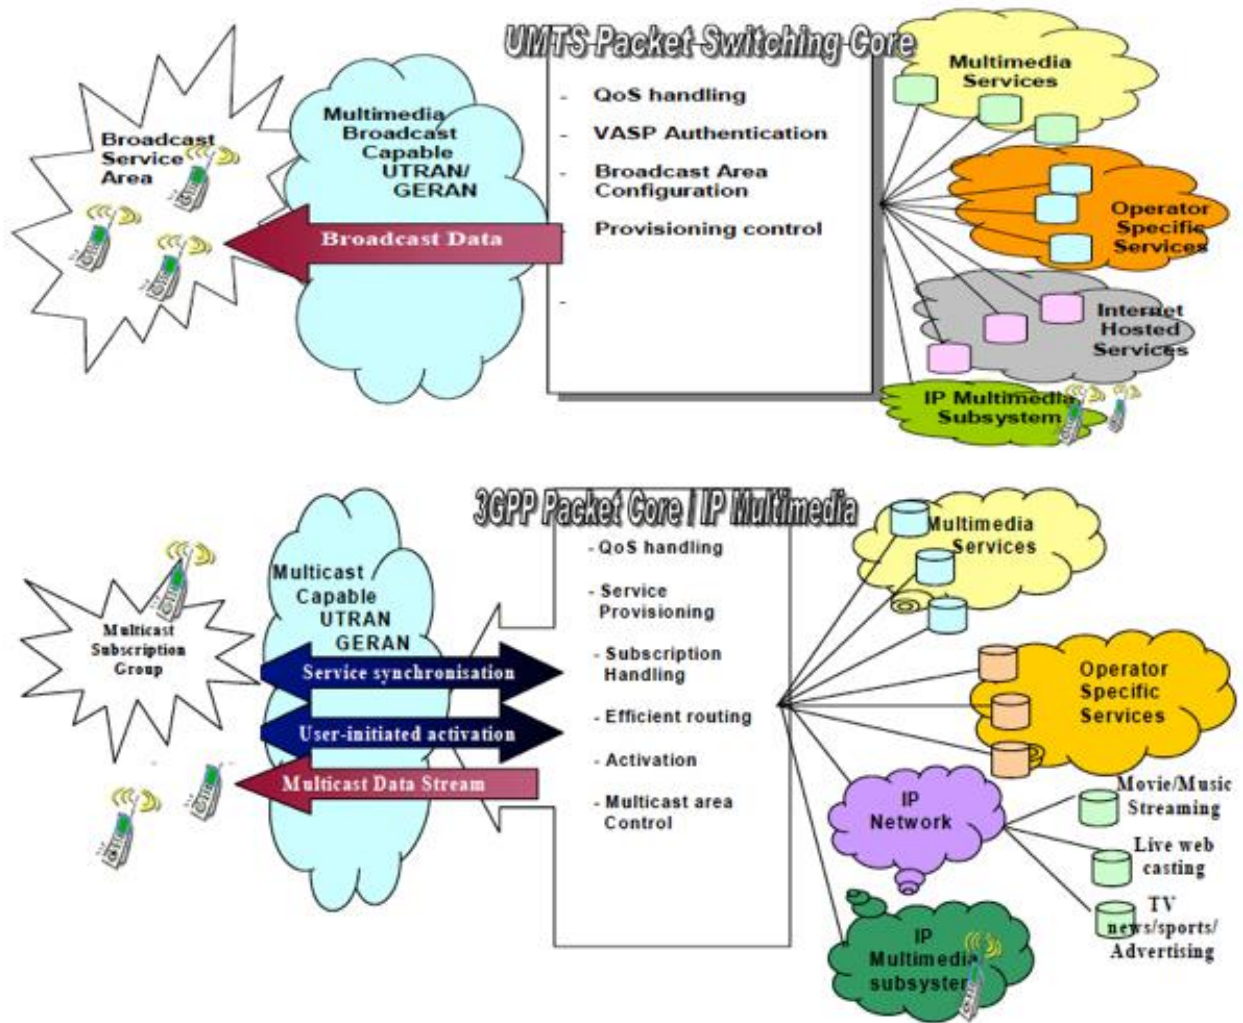 UMTS Packet Switching Core
Broadcast
Service
Area
Multimedia
Broadcast
Capable
UTRAN/
GERAN
Broadcast Data
- QoS handling
- VASP Authentication
- Broadcast Area
Configuration
- Provisioning control
-
Multimedia
Services
Operator
Specific
Services
Internet
Hosted
Services
IP Multimedia
Subsystem
3GPP Packet Core / IP Multimedia
Multicast
Subscription
Group
Multicast
Capable
UTRAN
GERAN
Service synchronisation
User-initiated activation
Multicast Data Stream
- QoS handling
- Service
Provisioning
- Subscription
Handling
- Efficient routing
- Activation
- Multicast area
Control
Multimedia
Services
Operator
Specific
Services
IP
Network
Movie/Music
Streaming
Live web
casting
TV
news/sports/
Advertising
IP
Multimedia
subsystem